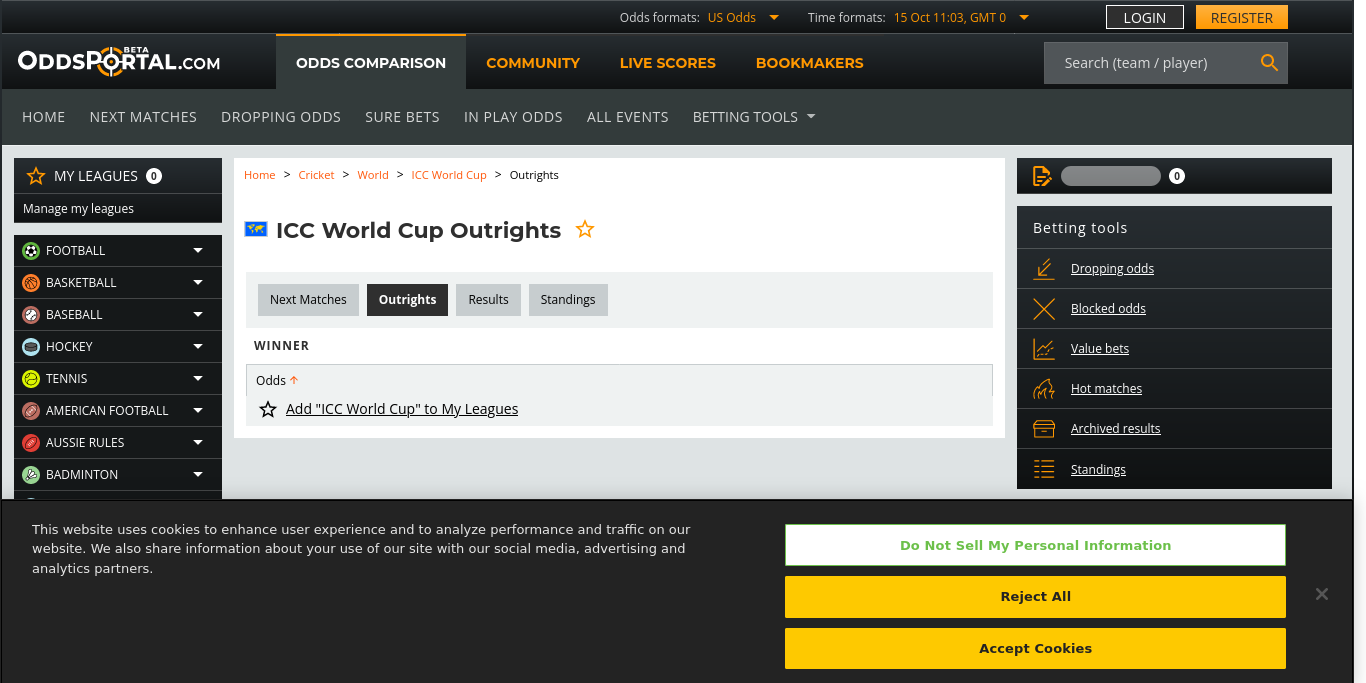 Odds formats: US Odds Time formats: 15 Oct 11:03, GMT 0 LOGIN REGISTER
ODDSPORTAL.COM BETA ODDS COMPARISON COMMUNITY LIVE SCORES BOOKMAKERS Search (team / player)
HOME NEXT MATCHES DROPPING ODDS SURE BETS IN PLAY ODDS ALL EVENTS BETTING TOOLS
MY LEAGUES 0
Manage my leagues
FOOTBALL
BASKETBALL
BASEBALL
HOCKEY
TENNIS
AMERICAN FOOTBALL
AUSSIE RULES
BADMINTON
Home > Cricket > World > ICC World Cup > Outrights
ICC World Cup Outrights
Next Matches Outrights Results Standings
WINNER
Odds
Add "ICC World Cup" to My Leagues
0
Betting tools
Dropping odds
Blocked odds
Value bets
Hot matches
Archived results
Standings
This website uses cookies to enhance user experience and to analyze performance and traffic on our
website. We also share information about your use of our site with our social media, advertising and
analytics partners.
Do Not Sell My Personal Information
Reject All
Accept Cookies